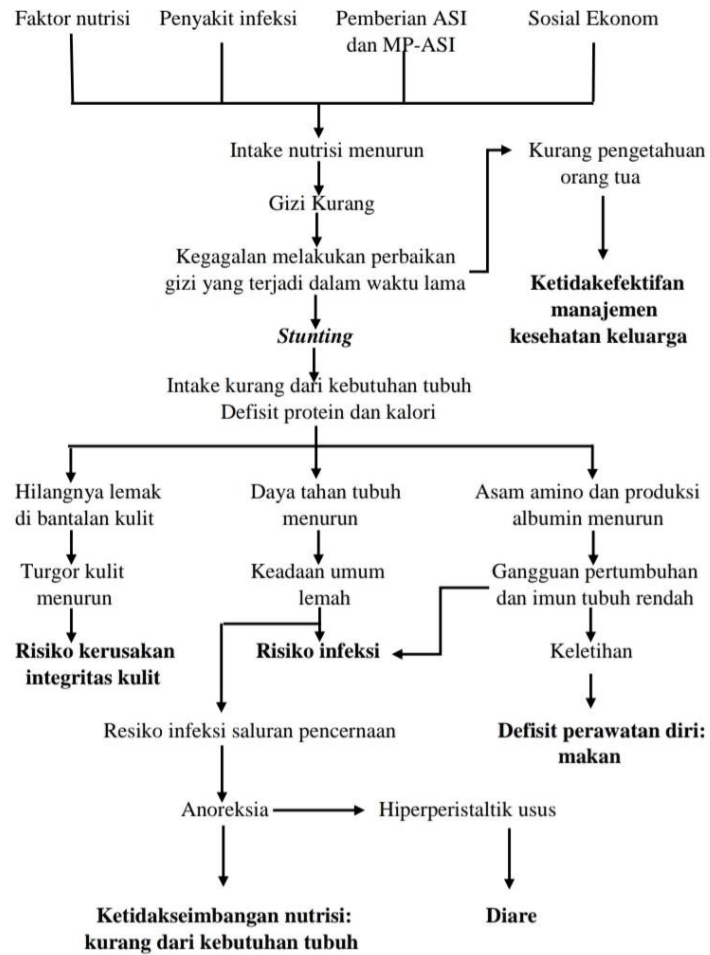 Faktor nutrisi
Penyakit infeksi
Pemberian ASI
dan MP-ASI
Sosial Ekonom
Intake nutrisi menurun
Kurang pengetahuan
orang tua
Gizi Kurang
Kegagalan melakukan perbaikan
gizi yang terjadi dalam waktu lama
Ketidakefektifan
manajemen
kesehatan keluarga
Stunting
Intake kurang dari kebutuhan tubuh
Defisit protein dan kalori
Hilangnya lemak
di bantalan kulit
Daya tahan tubuh
menurun
Asam amino dan produksi
albumin menurun
Turgor kulit
menurun
Keadaan umum
lemah
Gangguan pertumbuhan
dan imun tubuh rendah
Risiko kerusakan
integritas kulit
Risiko infeksi
Keletihan
Resiko infeksi saluran pencernaan
Defisit perawatan diri:
makan
Anoreksia
Hiperperistaltik usus
Ketidakseimbangan nutrisi:
kurang dari kebutuhan tubuh
Diare